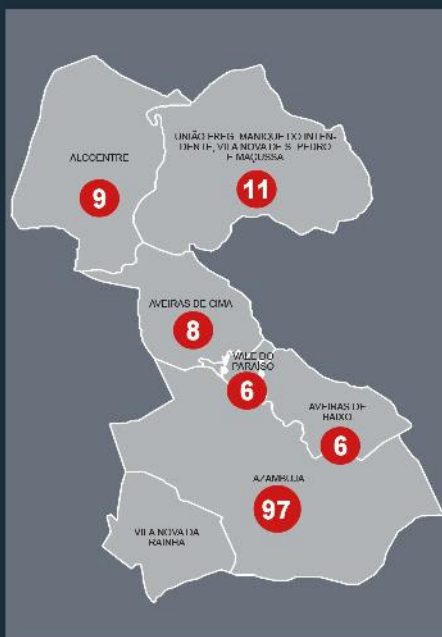 UNIÃO FREG. MANIQUE DO INTEN-
DENTE, VILA NOVA DE S. PEDRO
E MAÇUSSA
11
ALCOENTRE
9
AVEIRAS DE CIMA
8
VALE DO
PARAÍSO
6
AVEIRAS DE
BAIXO
6
AZAMBUJA
97
VILA NOVA DA
RAINHA